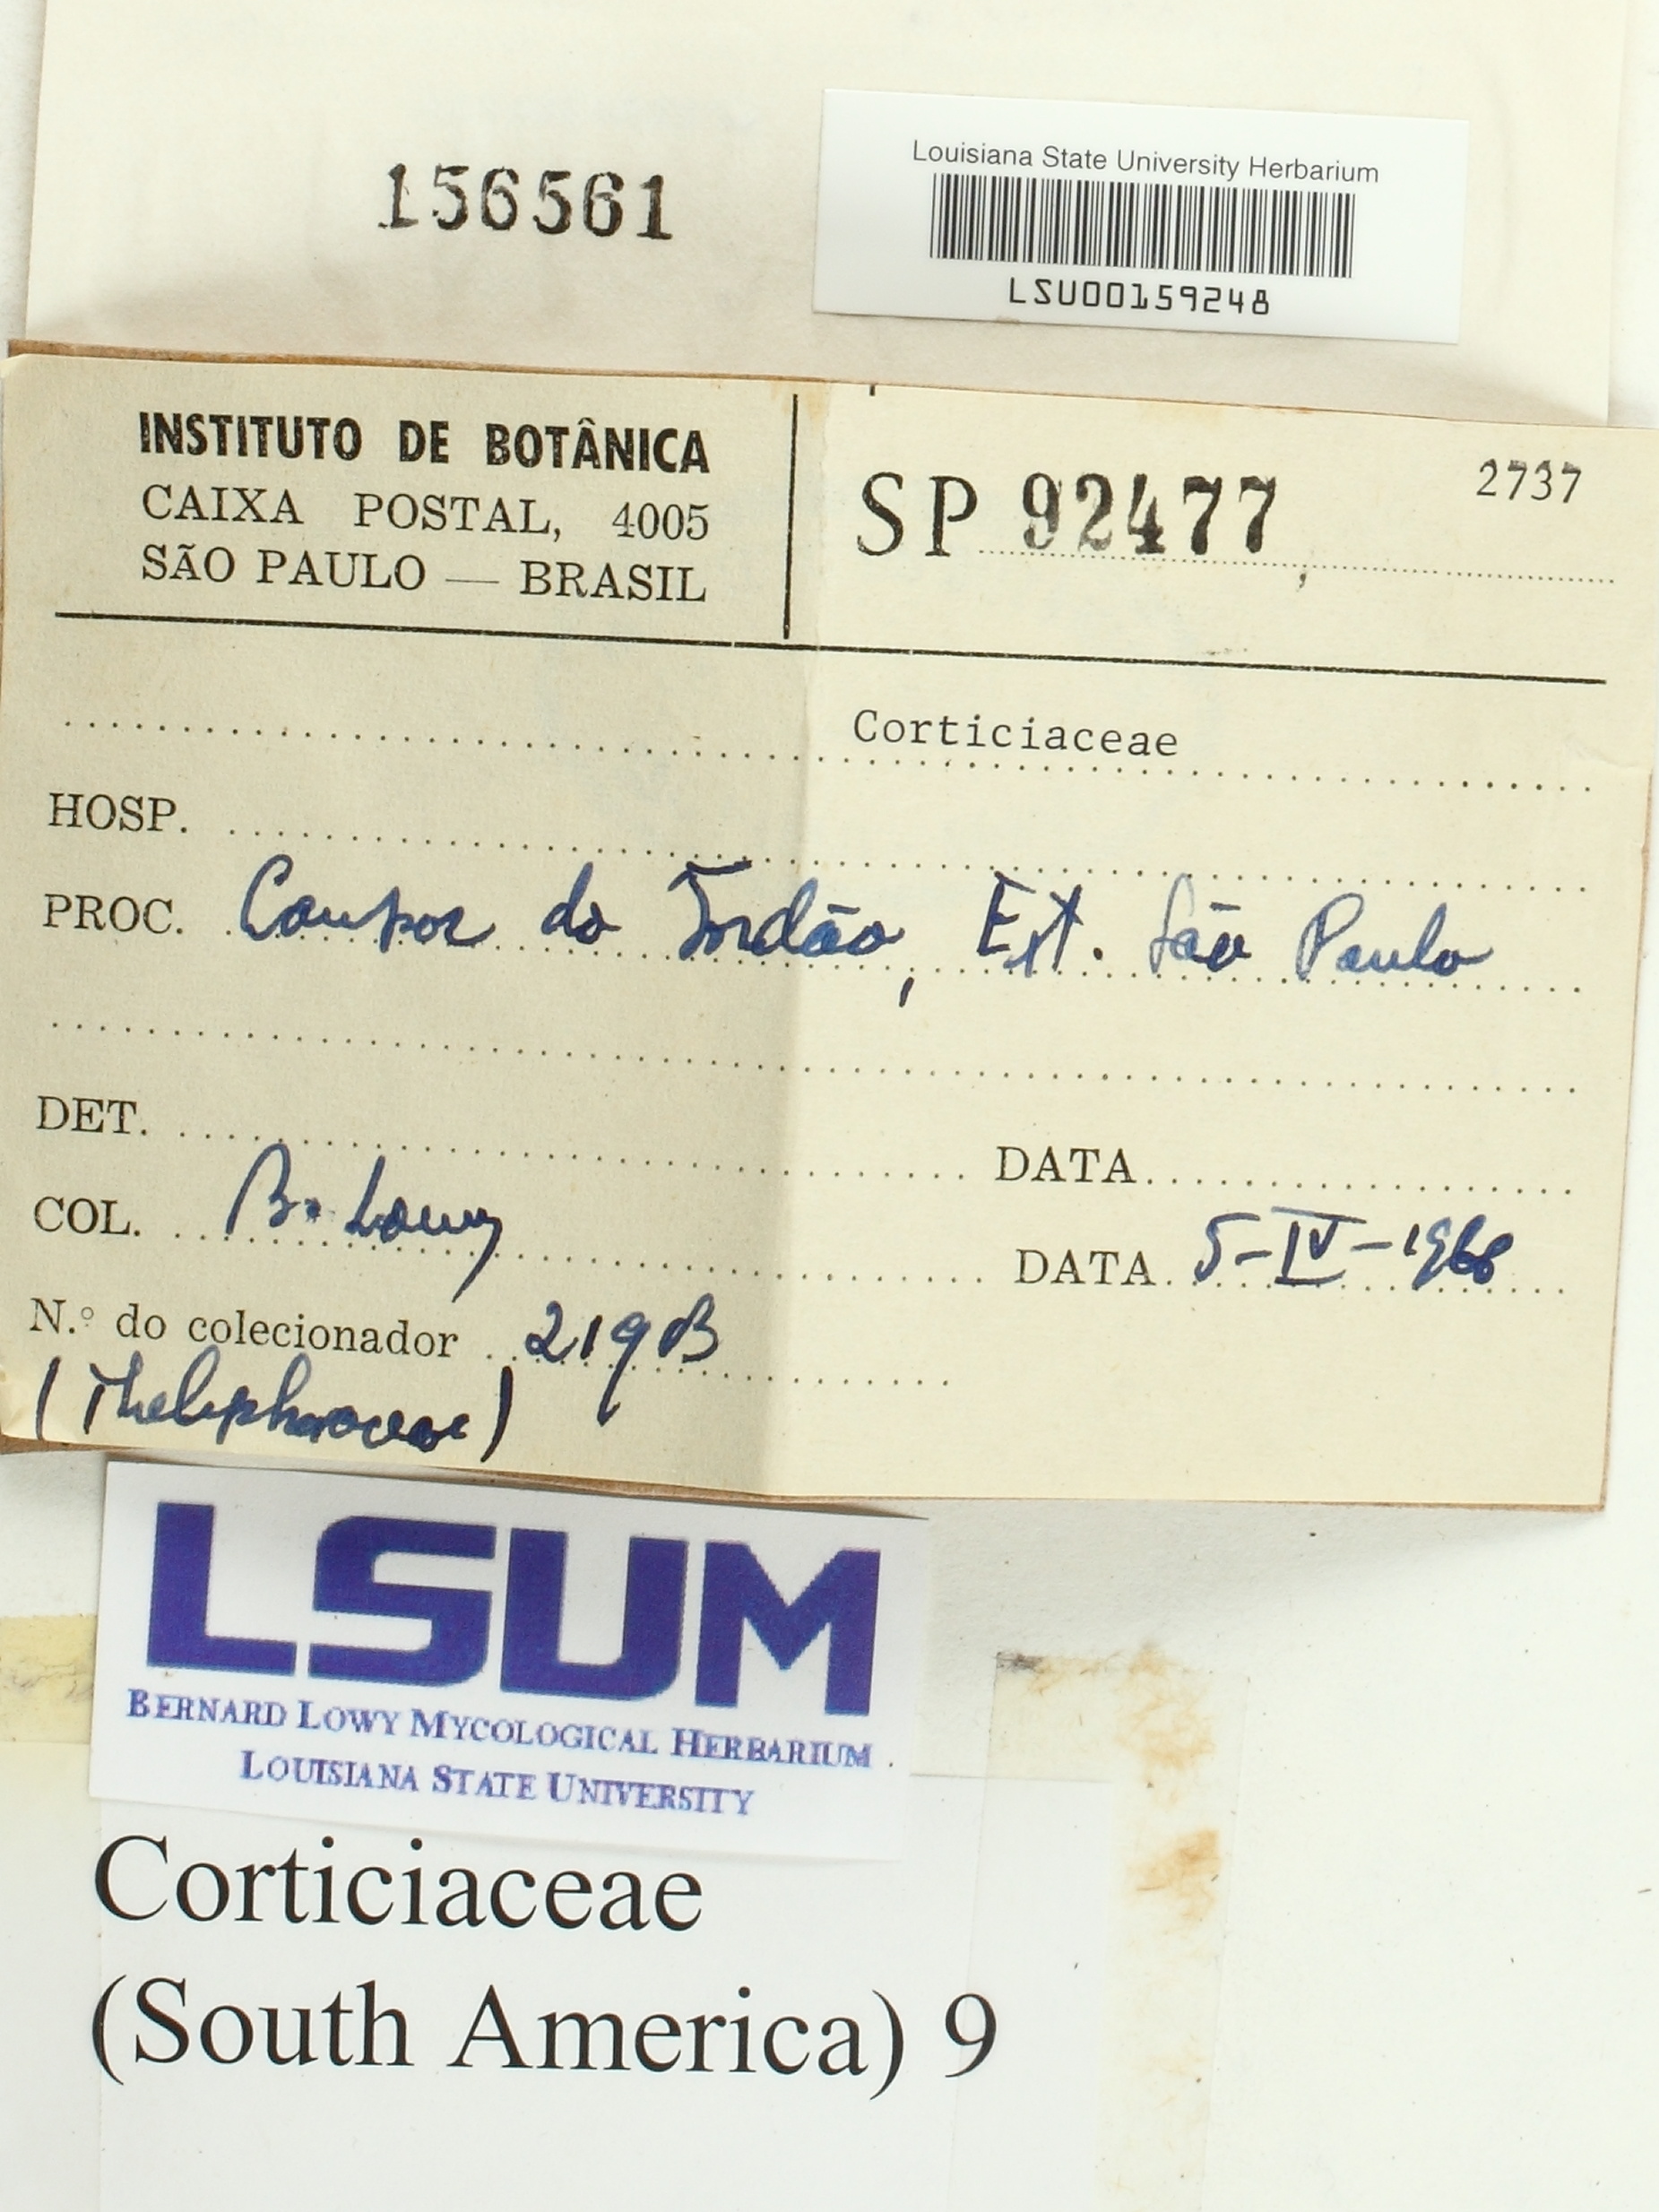 156561
Louisiana State University Herbarium
LSU00159248
INSTITUTO DE BOTÂNICA
CAIXA POSTAL, 4005
SÃO PAULO — BRASIL
SP 92477
2737
Corticiaceae
HOSP.
PROC. Campos do Jordão, Est. São Paulo
DET. DATA
COL. B. Lowy DATA 5-IV-1966
N.º do colecionador 219B
(Thelephoraceae)
LSUM
BERNARD LOWY MYCOLOGICAL HERBARIUM
LOUISIANA STATE UNIVERSITY
Corticiaceae
(South America) 9